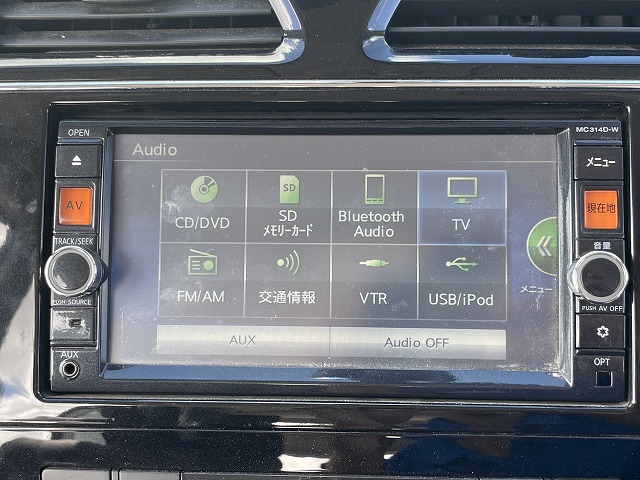 OPEN
MC314D-W
Audio
メニュー
AV
現在地
CD/DVD
SD
SD
メモリーカード
Bluetooth
Audio
TV
TRACK/SEEK
音量
FM/AM
交通情報
VTR
USB/iPod
メニュー
PUSH SOURCE
PUSH AV OFF
AUX
Audio OFF
AUX
OPT